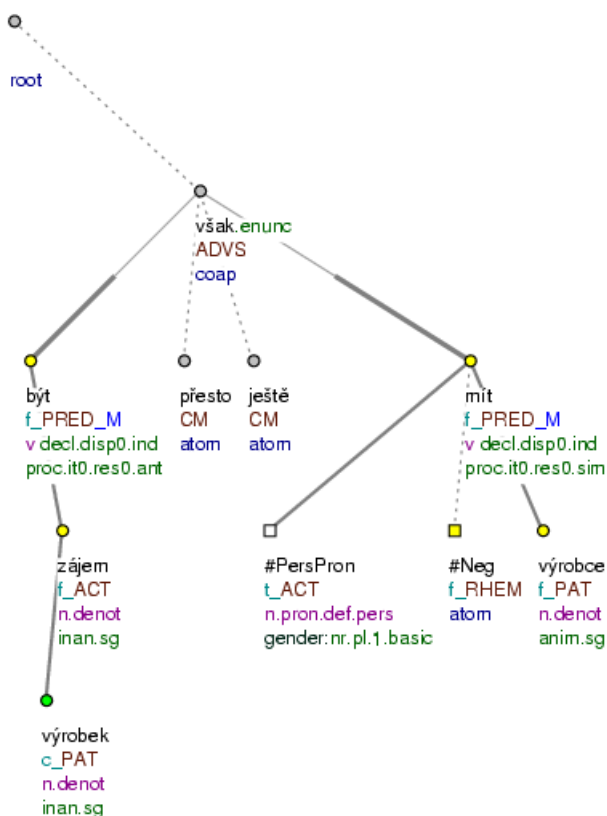 root
však.enunc
ADVS
coap
být
f_PRED_M
v decl.disp0.ind
proc.it0.res0.ant
přesto
CM
atom
ještě
CM
atom
mít
f_PRED_M
v decl.disp0.ind
proc.it0.res0.sim
zájem
f_ACT
n.denot
inan.sg
#PersPron
t_ACT
n.pron.def.pers
gender:nr.pl.1.basic
#Neg
f_RHEM
atom
výrobce
f_PAT
n.denot
anim.sg
výrobek
c_PAT
n.denot
inan.sg